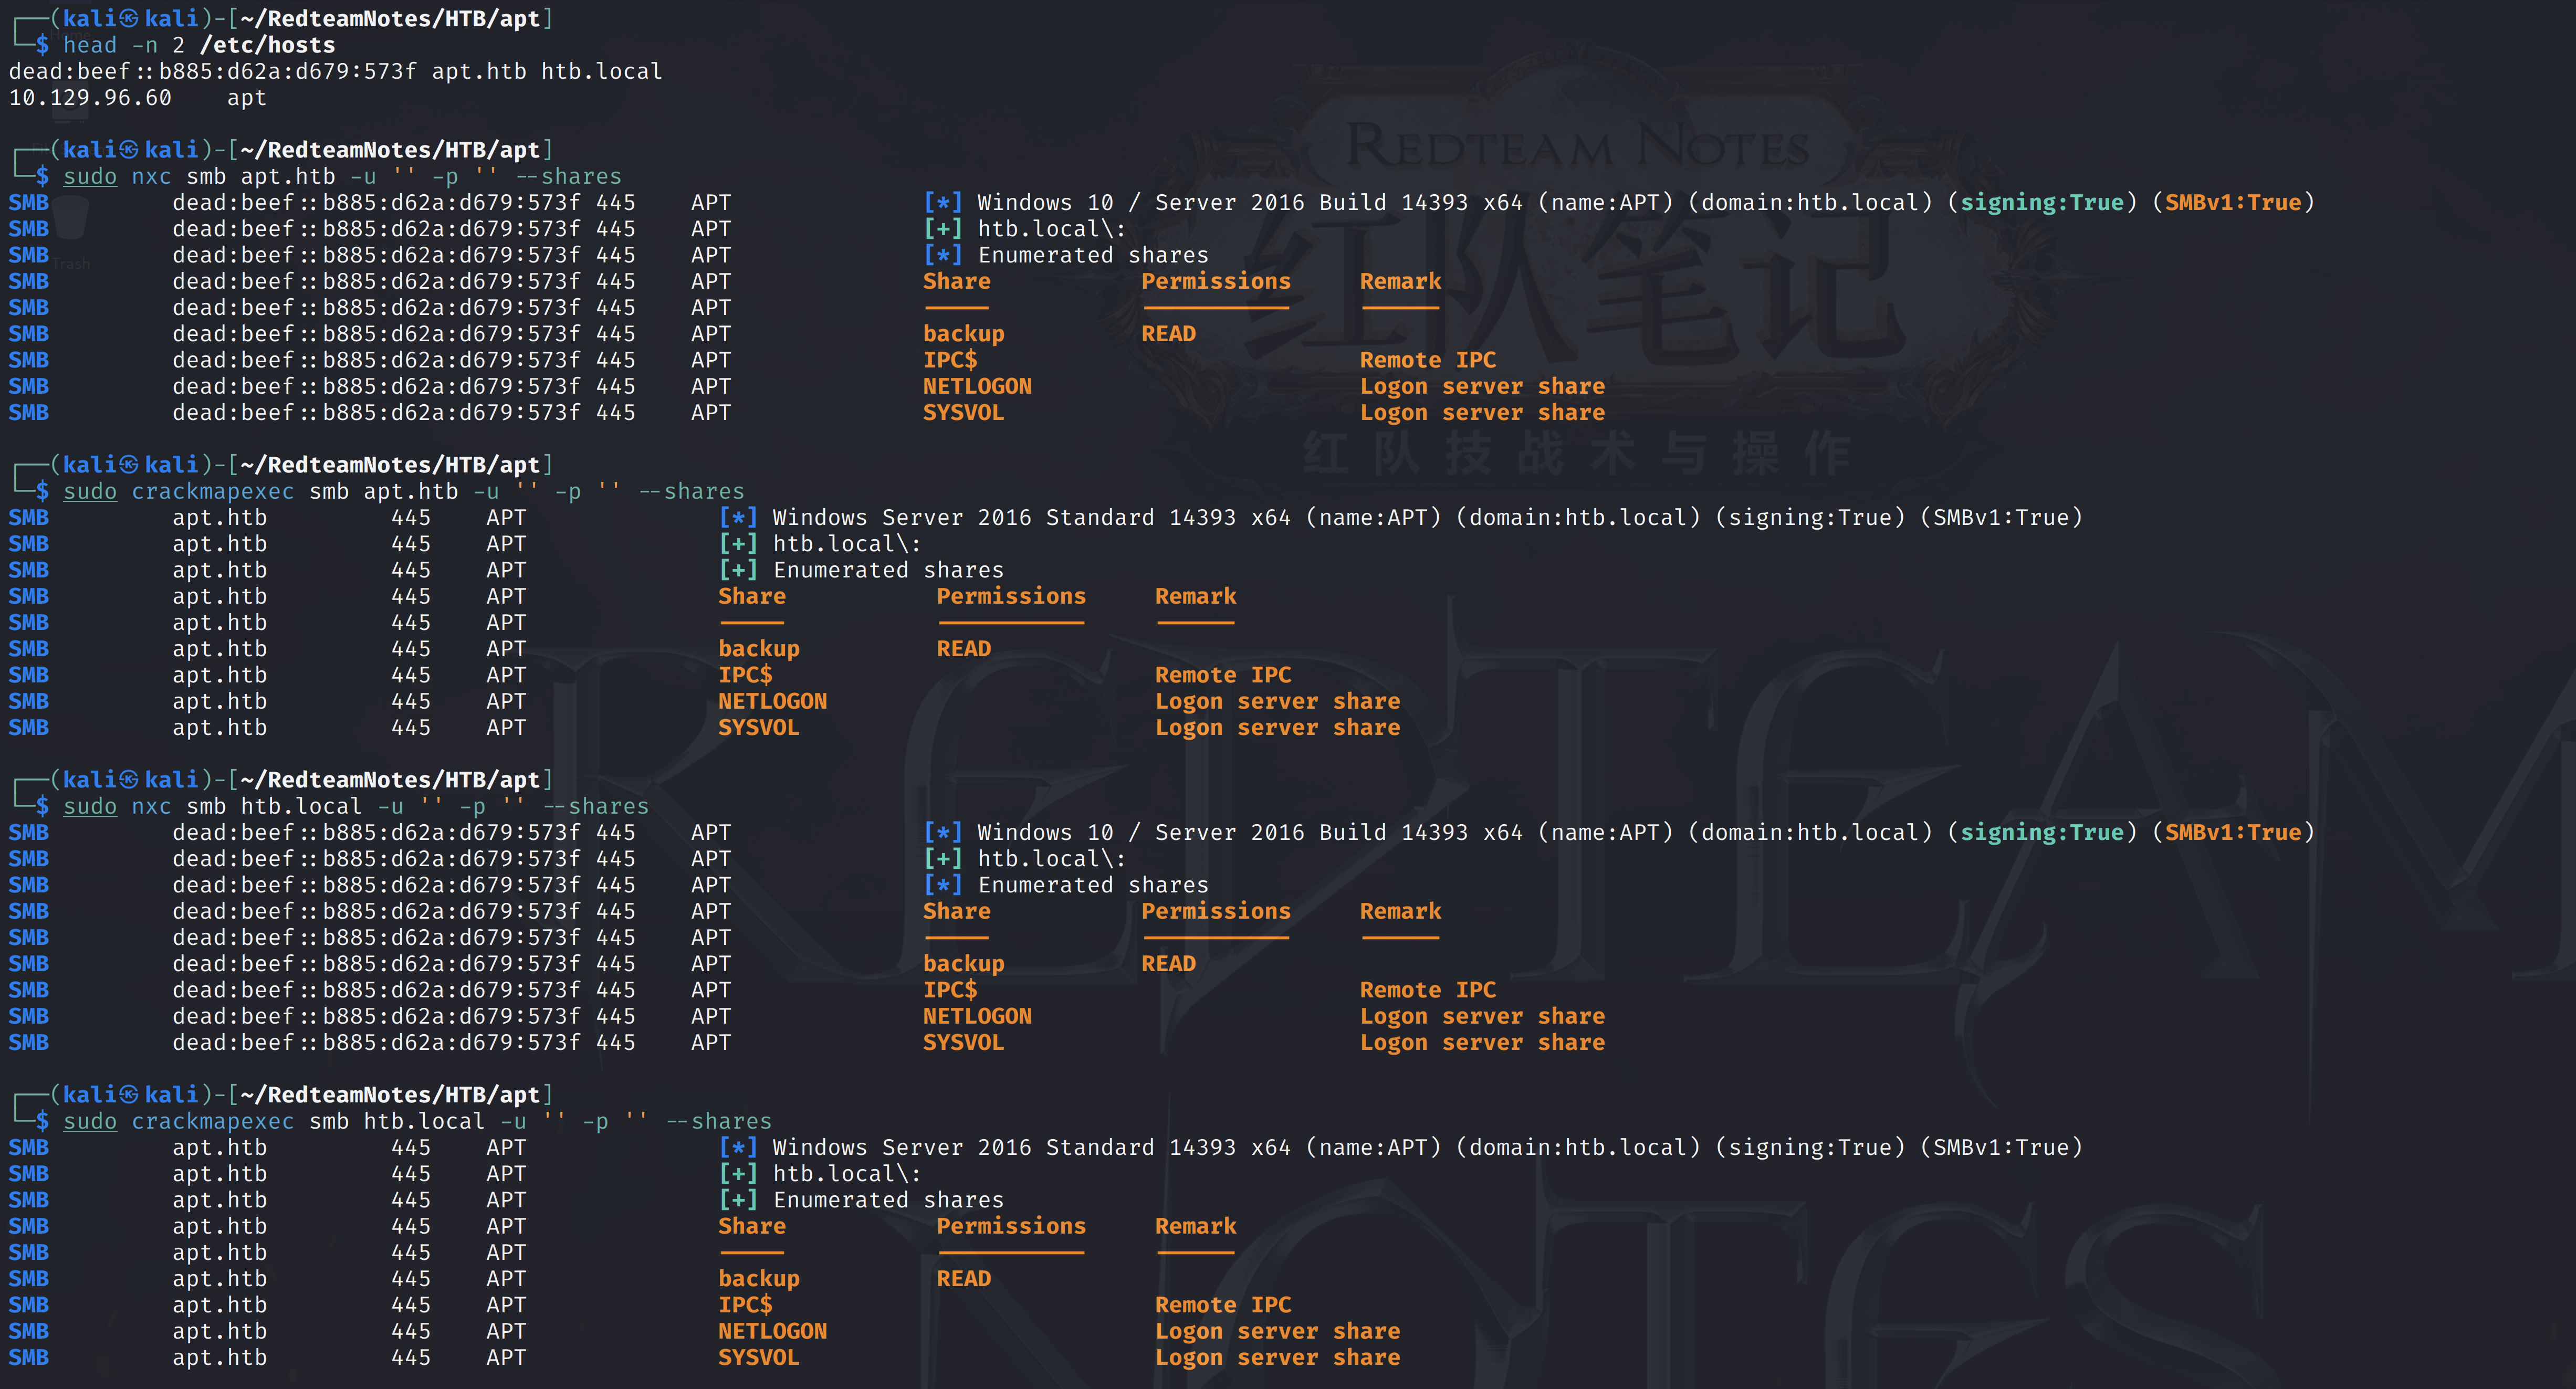 ┌──(kali㉿kali)-[~/RedteamNotes/HTB/apt]
└─$ head -n 2 /etc/hosts
dead:beef::b885:d62a:d679:573f apt.htb htb.local
10.129.96.60    apt
┌──(kali㉿kali)-[~/RedteamNotes/HTB/apt]
└─$ sudo nxc smb apt.htb -u '' -p '' --shares
SMB         dead:beef::b885:d62a:d679:573f 445    APT              [*] Windows 10 / Server 2016 Build 14393 x64 (name:APT) (domain:htb.local) (signing:True) (SMBv1:True)
SMB         dead:beef::b885:d62a:d679:573f 445    APT              [+] htb.local\:
SMB         dead:beef::b885:d62a:d679:573f 445    APT              [*] Enumerated shares
SMB         dead:beef::b885:d62a:d679:573f 445    APT              Share           Permissions     Remark
SMB         dead:beef::b885:d62a:d679:573f 445    APT              -----           -----------     ------
SMB         dead:beef::b885:d62a:d679:573f 445    APT              backup          READ
SMB         dead:beef::b885:d62a:d679:573f 445    APT              IPC$                            Remote IPC
SMB         dead:beef::b885:d62a:d679:573f 445    APT              NETLOGON                        Logon server share
SMB         dead:beef::b885:d62a:d679:573f 445    APT              SYSVOL                          Logon server share
┌──(kali㉿kali)-[~/RedteamNotes/HTB/apt]
└─$ sudo crackmapexec smb apt.htb -u '' -p '' --shares
SMB         apt.htb         445    APT              [*] Windows Server 2016 Standard 14393 x64 (name:APT) (domain:htb.local) (signing:True) (SMBv1:True)
SMB         apt.htb         445    APT              [+] htb.local\:
SMB         apt.htb         445    APT              [+] Enumerated shares
SMB         apt.htb         445    APT              Share           Permissions     Remark
SMB         apt.htb         445    APT              -----           -----------     ------
SMB         apt.htb         445    APT              backup          READ
SMB         apt.htb         445    APT              IPC$                            Remote IPC
SMB         apt.htb         445    APT              NETLOGON                        Logon server share
SMB         apt.htb         445    APT              SYSVOL                          Logon server share
┌──(kali㉿kali)-[~/RedteamNotes/HTB/apt]
└─$ sudo nxc smb htb.local -u '' -p '' --shares
SMB         dead:beef::b885:d62a:d679:573f 445    APT              [*] Windows 10 / Server 2016 Build 14393 x64 (name:APT) (domain:htb.local) (signing:True) (SMBv1:True)
SMB         dead:beef::b885:d62a:d679:573f 445    APT              [+] htb.local\:
SMB         dead:beef::b885:d62a:d679:573f 445    APT              [*] Enumerated shares
SMB         dead:beef::b885:d62a:d679:573f 445    APT              Share           Permissions     Remark
SMB         dead:beef::b885:d62a:d679:573f 445    APT              -----           -----------     ------
SMB         dead:beef::b885:d62a:d679:573f 445    APT              backup          READ
SMB         dead:beef::b885:d62a:d679:573f 445    APT              IPC$                            Remote IPC
SMB         dead:beef::b885:d62a:d679:573f 445    APT              NETLOGON                        Logon server share
SMB         dead:beef::b885:d62a:d679:573f 445    APT              SYSVOL                          Logon server share
┌──(kali㉿kali)-[~/RedteamNotes/HTB/apt]
└─$ sudo crackmapexec smb htb.local -u '' -p '' --shares
SMB         apt.htb         445    APT              [*] Windows Server 2016 Standard 14393 x64 (name:APT) (domain:htb.local) (signing:True) (SMBv1:True)
SMB         apt.htb         445    APT              [+] htb.local\:
SMB         apt.htb         445    APT              [+] Enumerated shares
SMB         apt.htb         445    APT              Share           Permissions     Remark
SMB         apt.htb         445    APT              -----           -----------     ------
SMB         apt.htb         445    APT              backup          READ
SMB         apt.htb         445    APT              IPC$                            Remote IPC
SMB         apt.htb         445    APT              NETLOGON                        Logon server share
SMB         apt.htb         445    APT              SYSVOL                          Logon server share
Trash
REDTEAM NOTES
红队笔记
红队技战术与操作
REDTEAM
NOTES